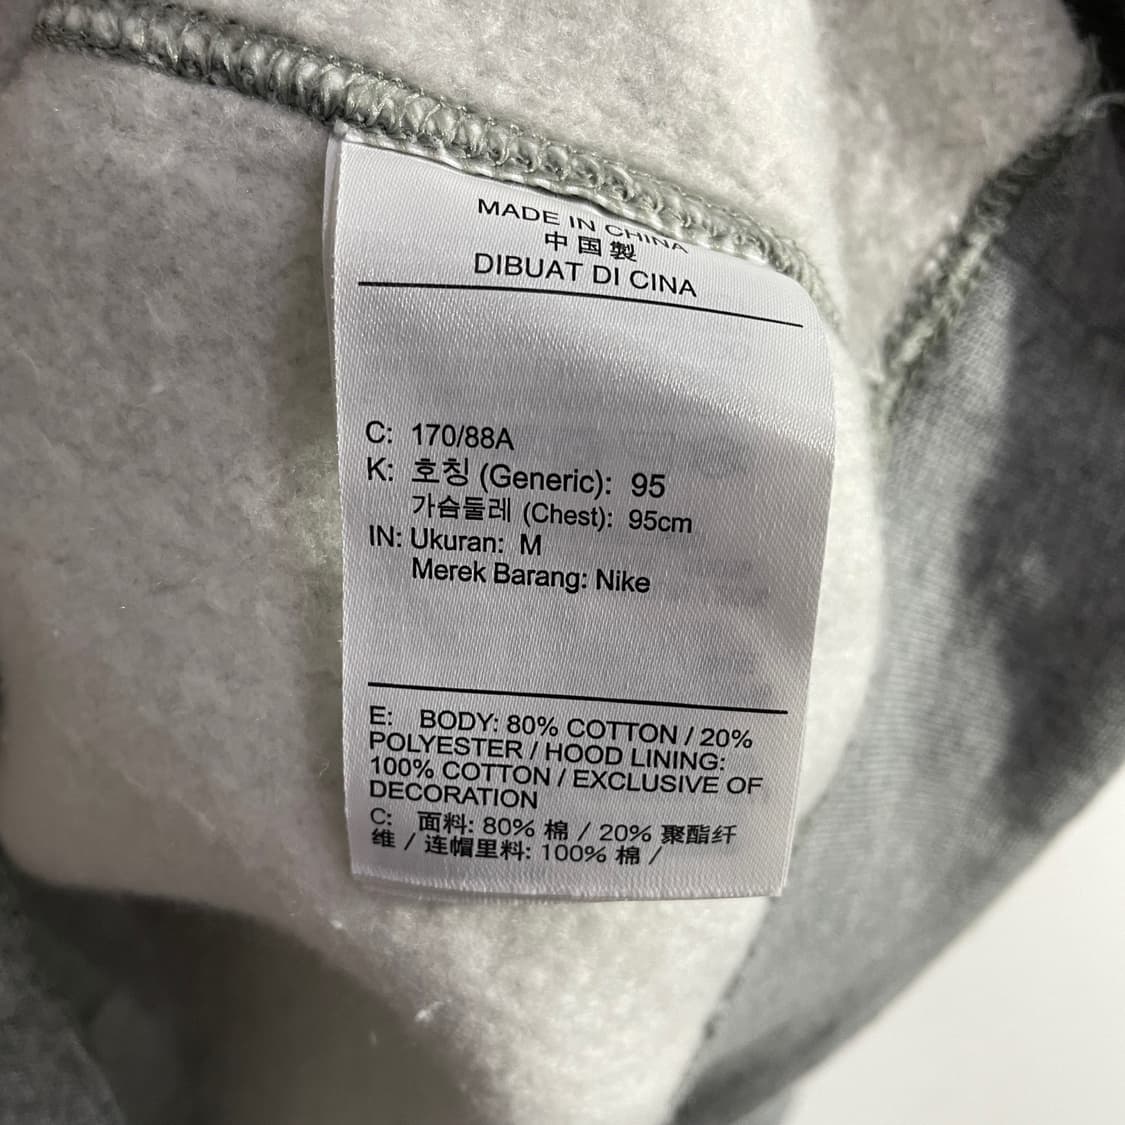 MADE IN CHINA
中国製
DIBUAT DI CINA
C: 170/88A
K: 호칭 (Generic): 95
가슴둘레 (Chest): 95cm
IN: Ukuran: M
Merek Barang: Nike
E: BODY: 80% COTTON / 20%
POLYESTER / HOOD LINING:
100% COTTON / EXCLUSIVE OF
DECORATION
C: 面料: 80% 棉 / 20% 聚酯纤
维 / 连帽里料: 100% 棉 /